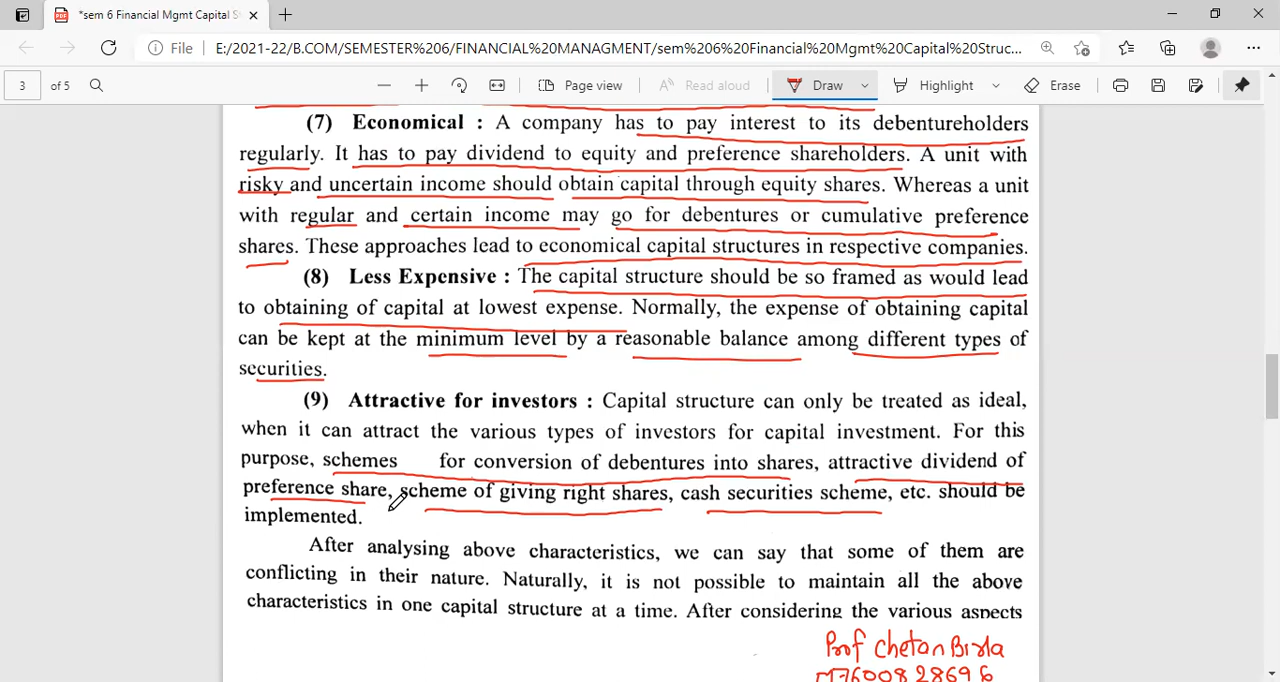 *sem 6 Financial Mgmt Capital S
File E:/2021-22/B.COM/SEMESTER%206/FINANCIAL%20MANAGMENT/sem%206%20Financial%20Mgmt%20Capital%20Struc...
3 of 5 Page view Read aloud Draw Highlight Erase
(7) Economical : A company has to pay interest to its debentureholders
regularly. It has to pay dividend to equity and preference shareholders. A unit with
risky and uncertain income should obtain capital through equity shares. Whereas a unit
with regular and certain income may go for debentures or cumulative preference
shares. These approaches lead to economical capital structures in respective companies.
(8) Less Expensive : The capital structure should be so framed as would lead
to obtaining of capital at lowest expense. Normally, the expense of obtaining capital
can be kept at the minimum level by a reasonable balance among different types of
securities.
(9) Attractive for investors : Capital structure can only be treated as ideal,
when it can attract the various types of investors for capital investment. For this
purpose, schemes for conversion of debentures into shares, attractive dividend of
preference share, scheme of giving right shares, cash securities scheme, etc. should be
implemented.
After analysing above characteristics, we can say that some of them are
conflicting in their nature. Naturally, it is not possible to maintain all the above
characteristics in one capital structure at a time. After considering the various aspects
Prof Chetan Birla
M7600828696